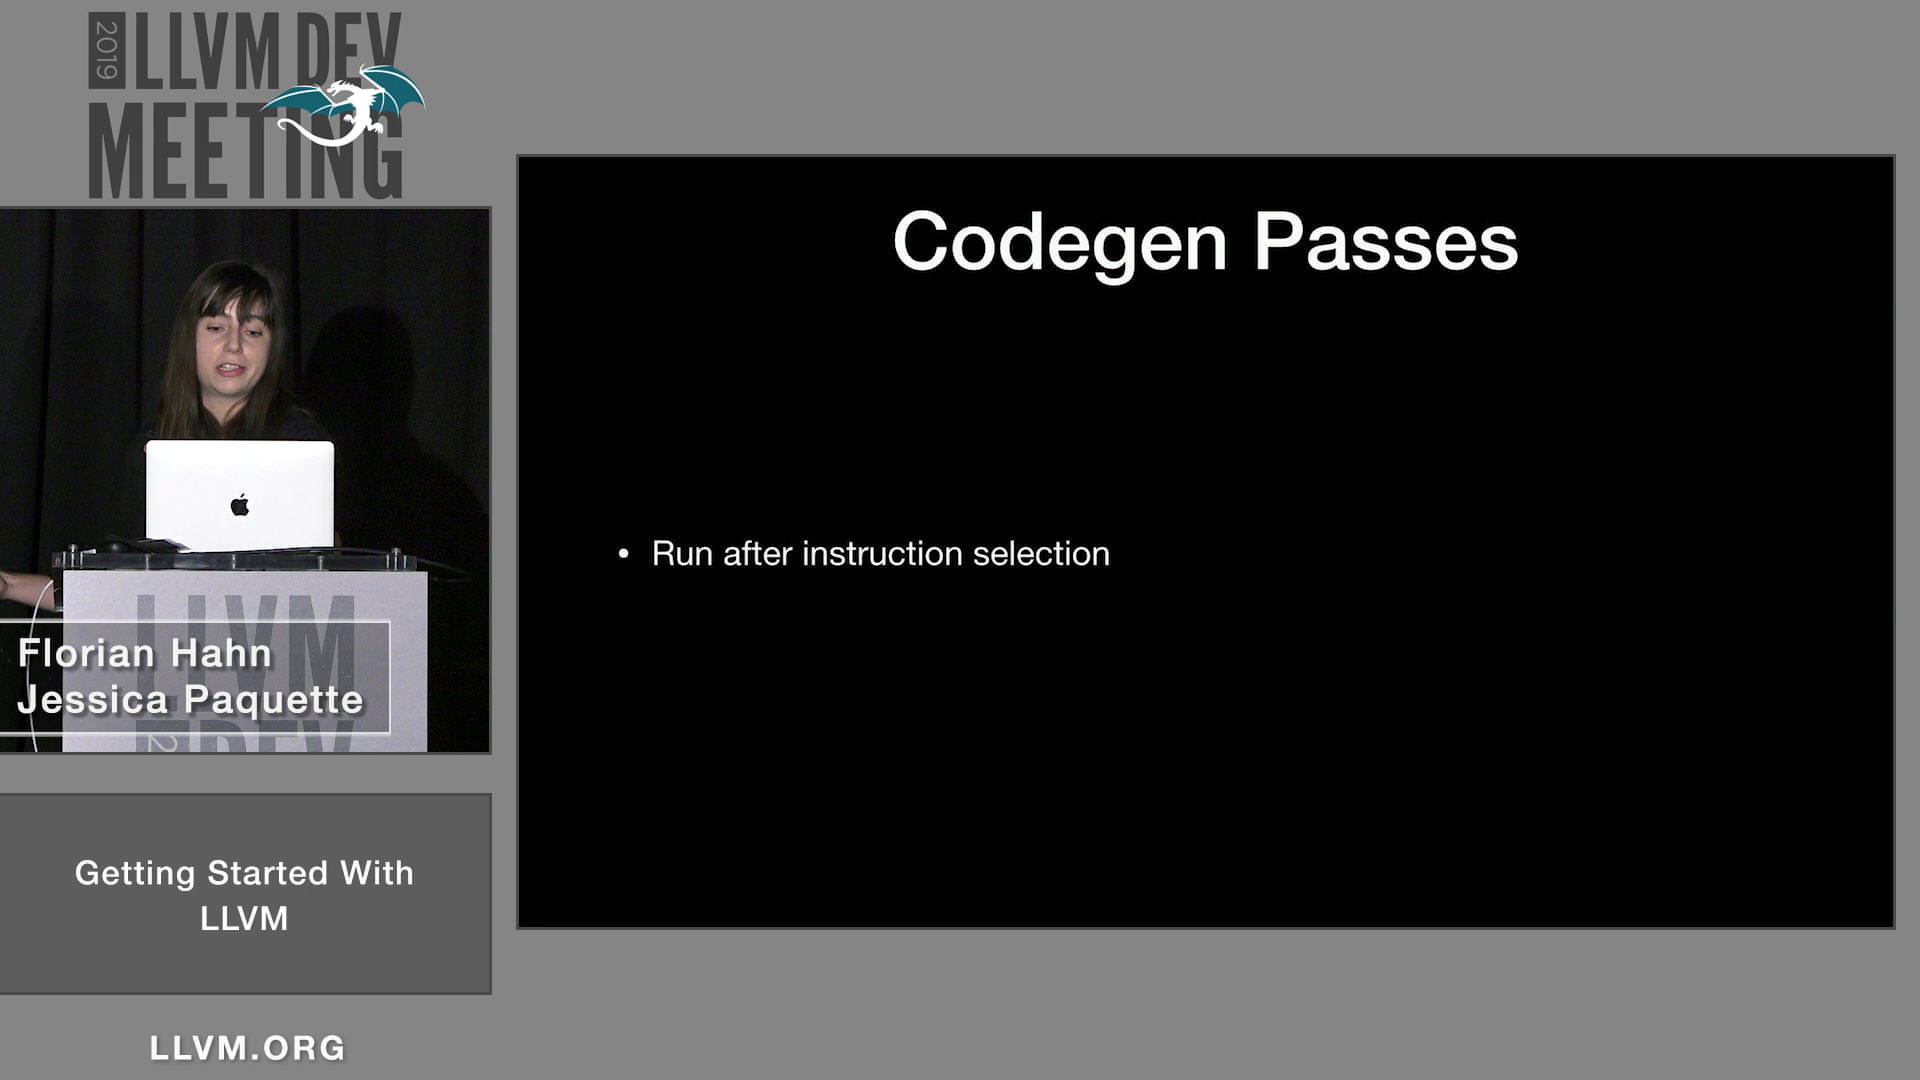 2019
LLVM DEV
MEETING
Codegen Passes
• Run after instruction selection
LLVM
Florian Hahn
Jessica Paquette
Getting Started With
LLVM
LLVM.ORG